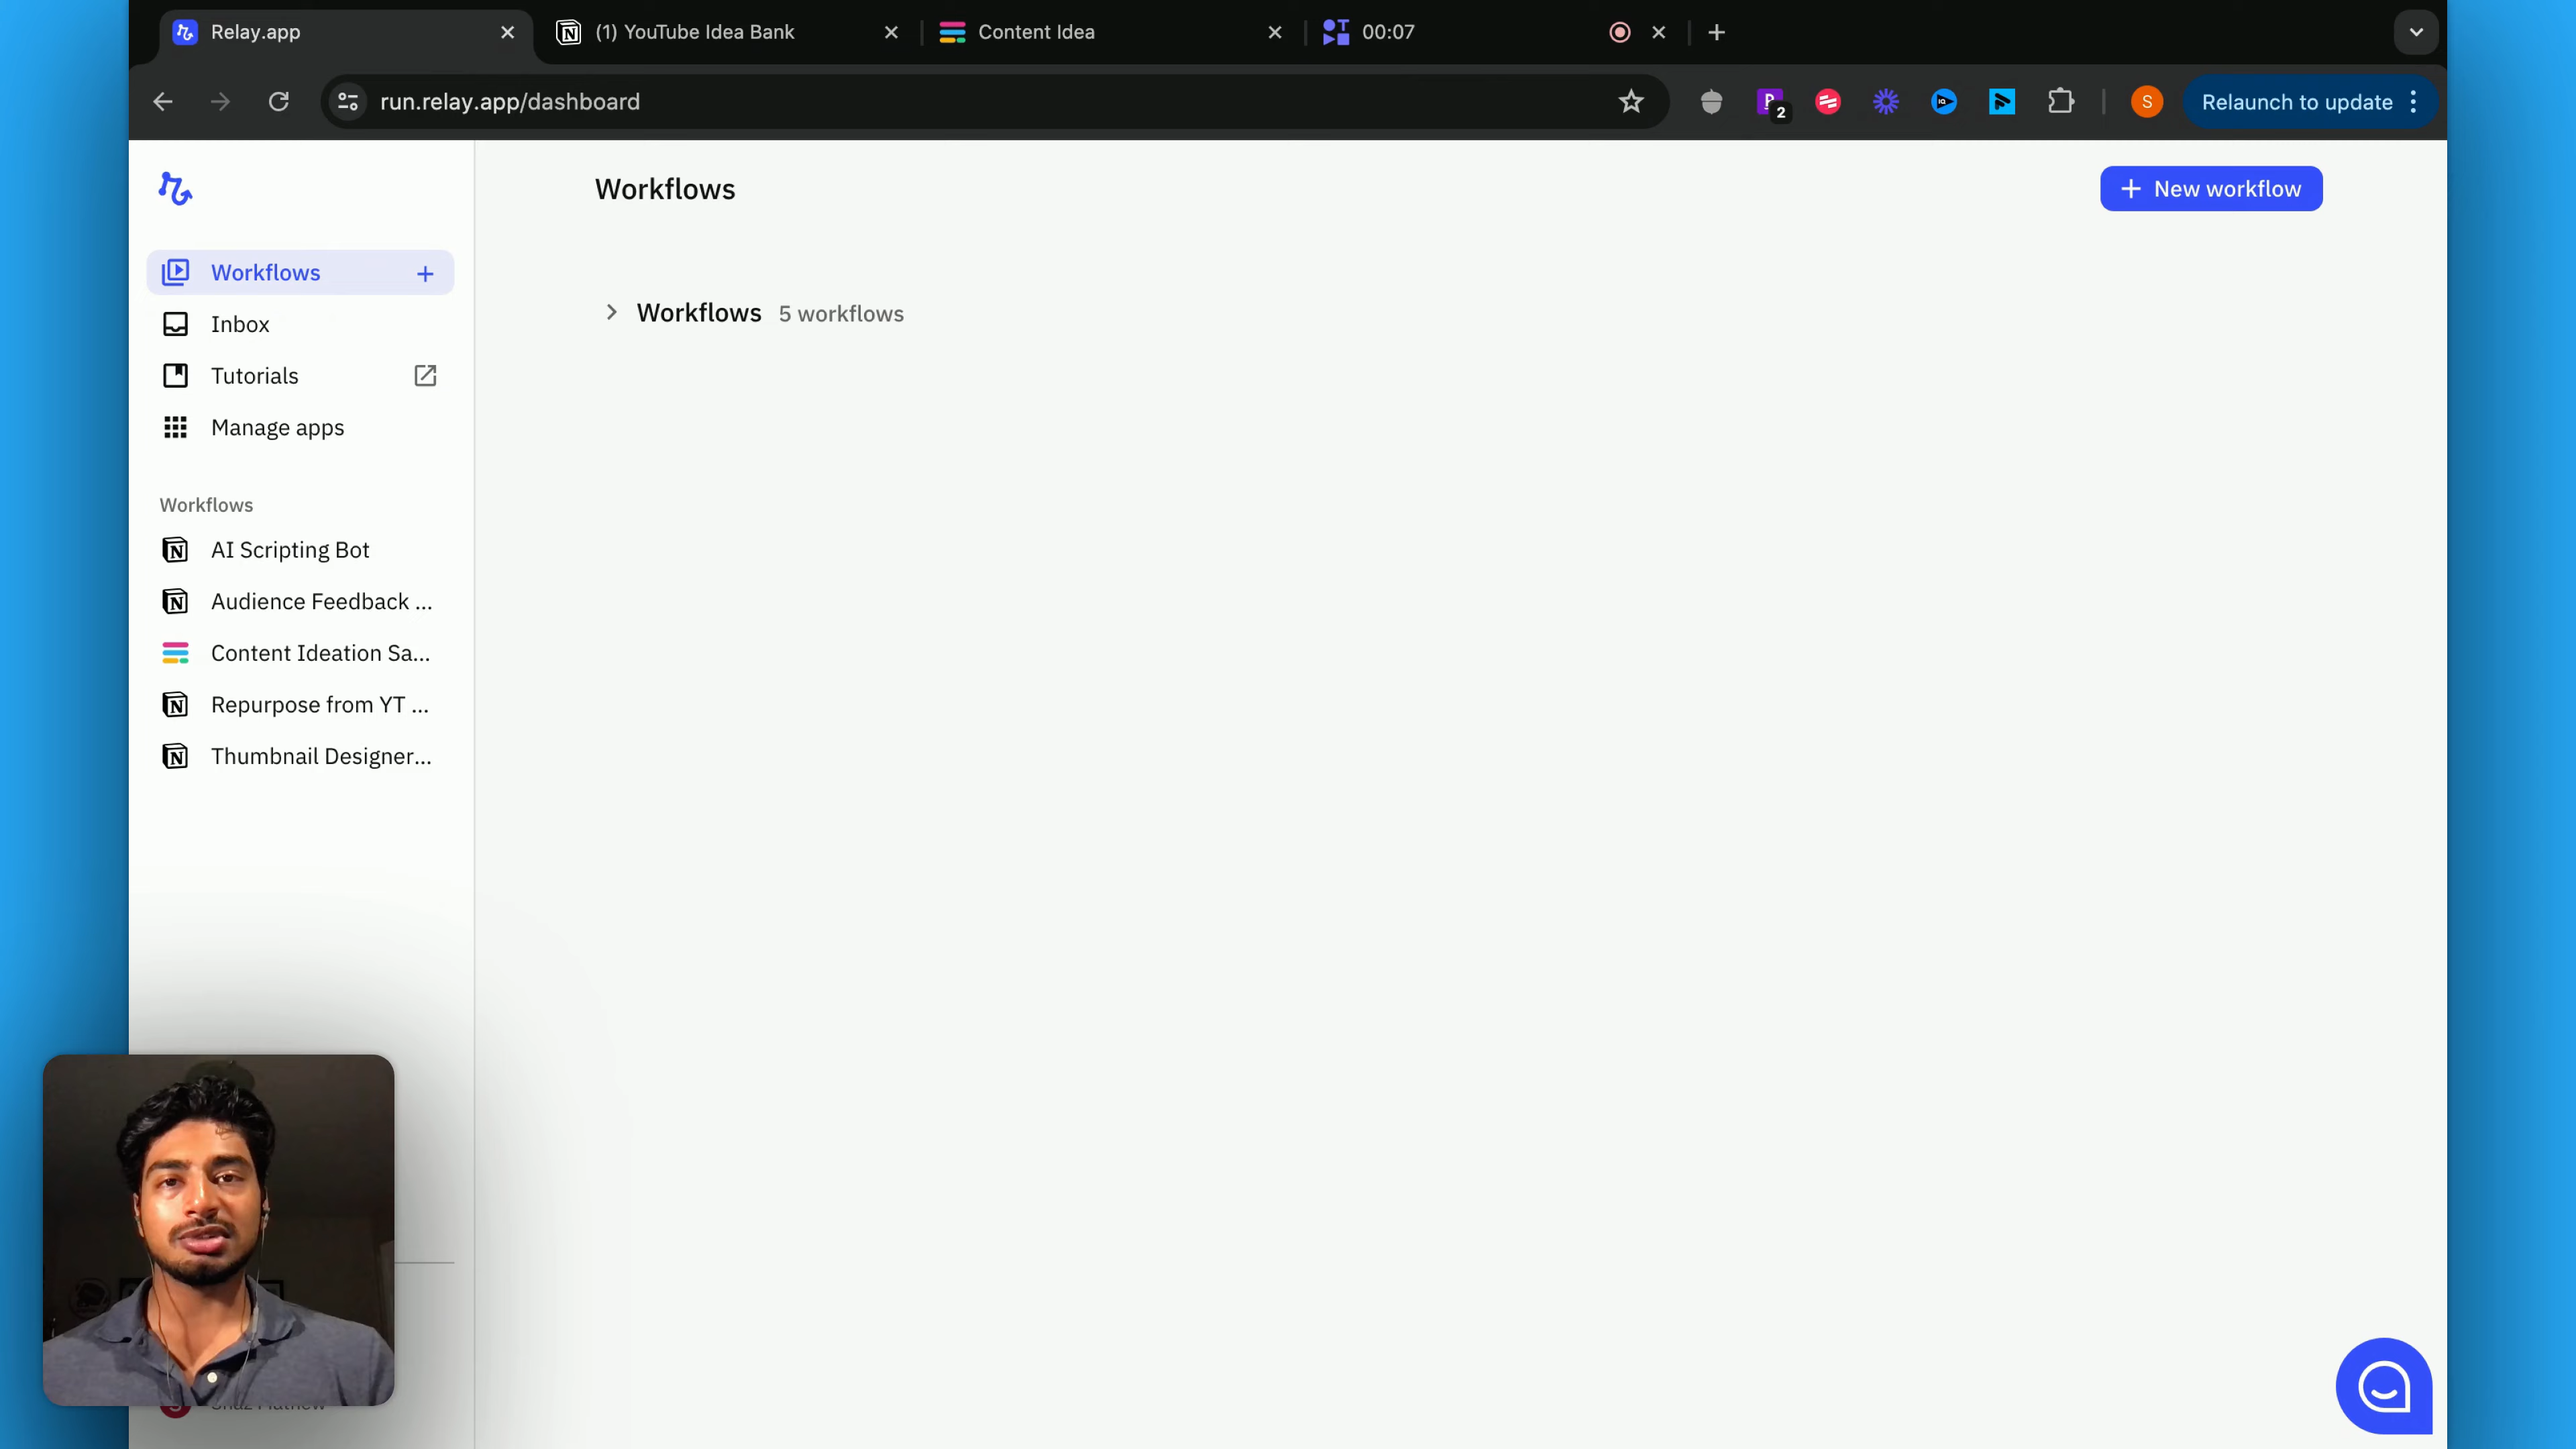 Relay.app
(1) YouTube Idea Bank
Content Idea
00:07
run.relay.app/dashboard
2
S
Relaunch to update
Workflows
New workflow
Workflows
Inbox
Tutorials
Manage apps
Workflows 5 workflows
Workflows
AI Scripting Bot
Audience Feedback ...
Content Ideation Sa...
Repurpose from YT ...
Thumbnail Designer...